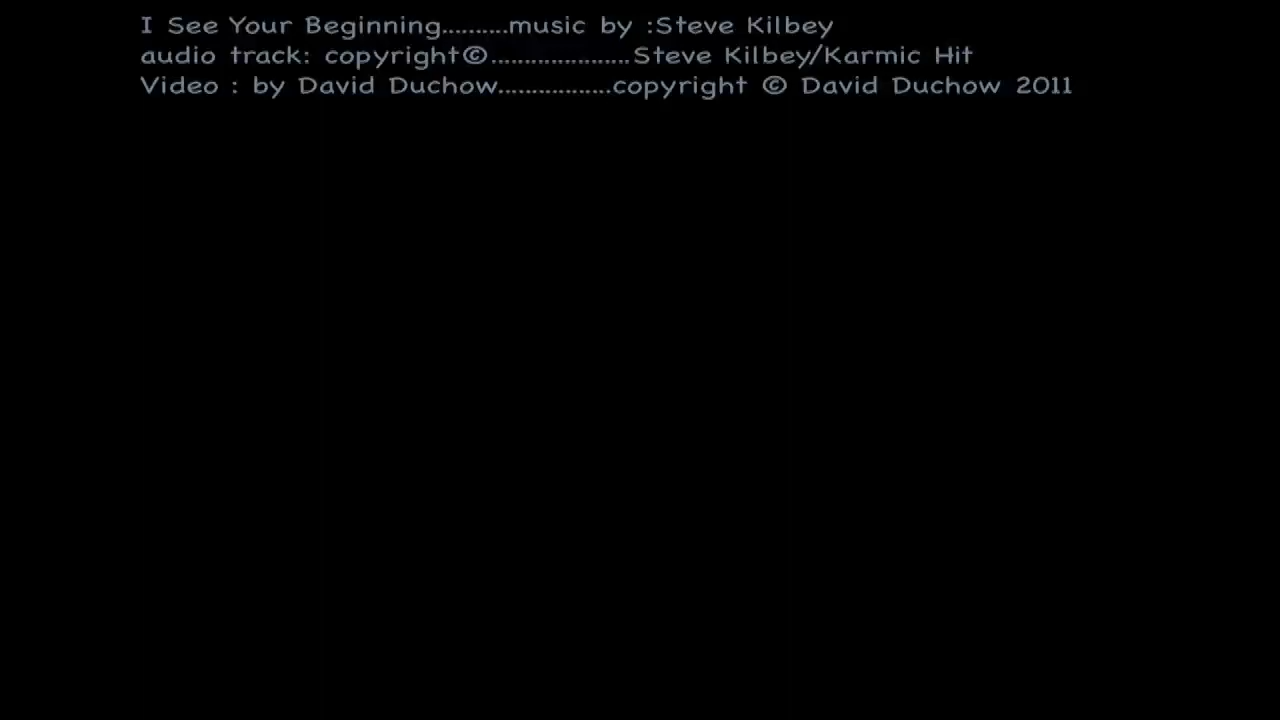 I See Your Beginning..........music by :Steve Kilbey
audio track: copyright©.....................Steve Kilbey/Karmic Hit
Video : by David Duchow.................copyright © David Duchow 2011